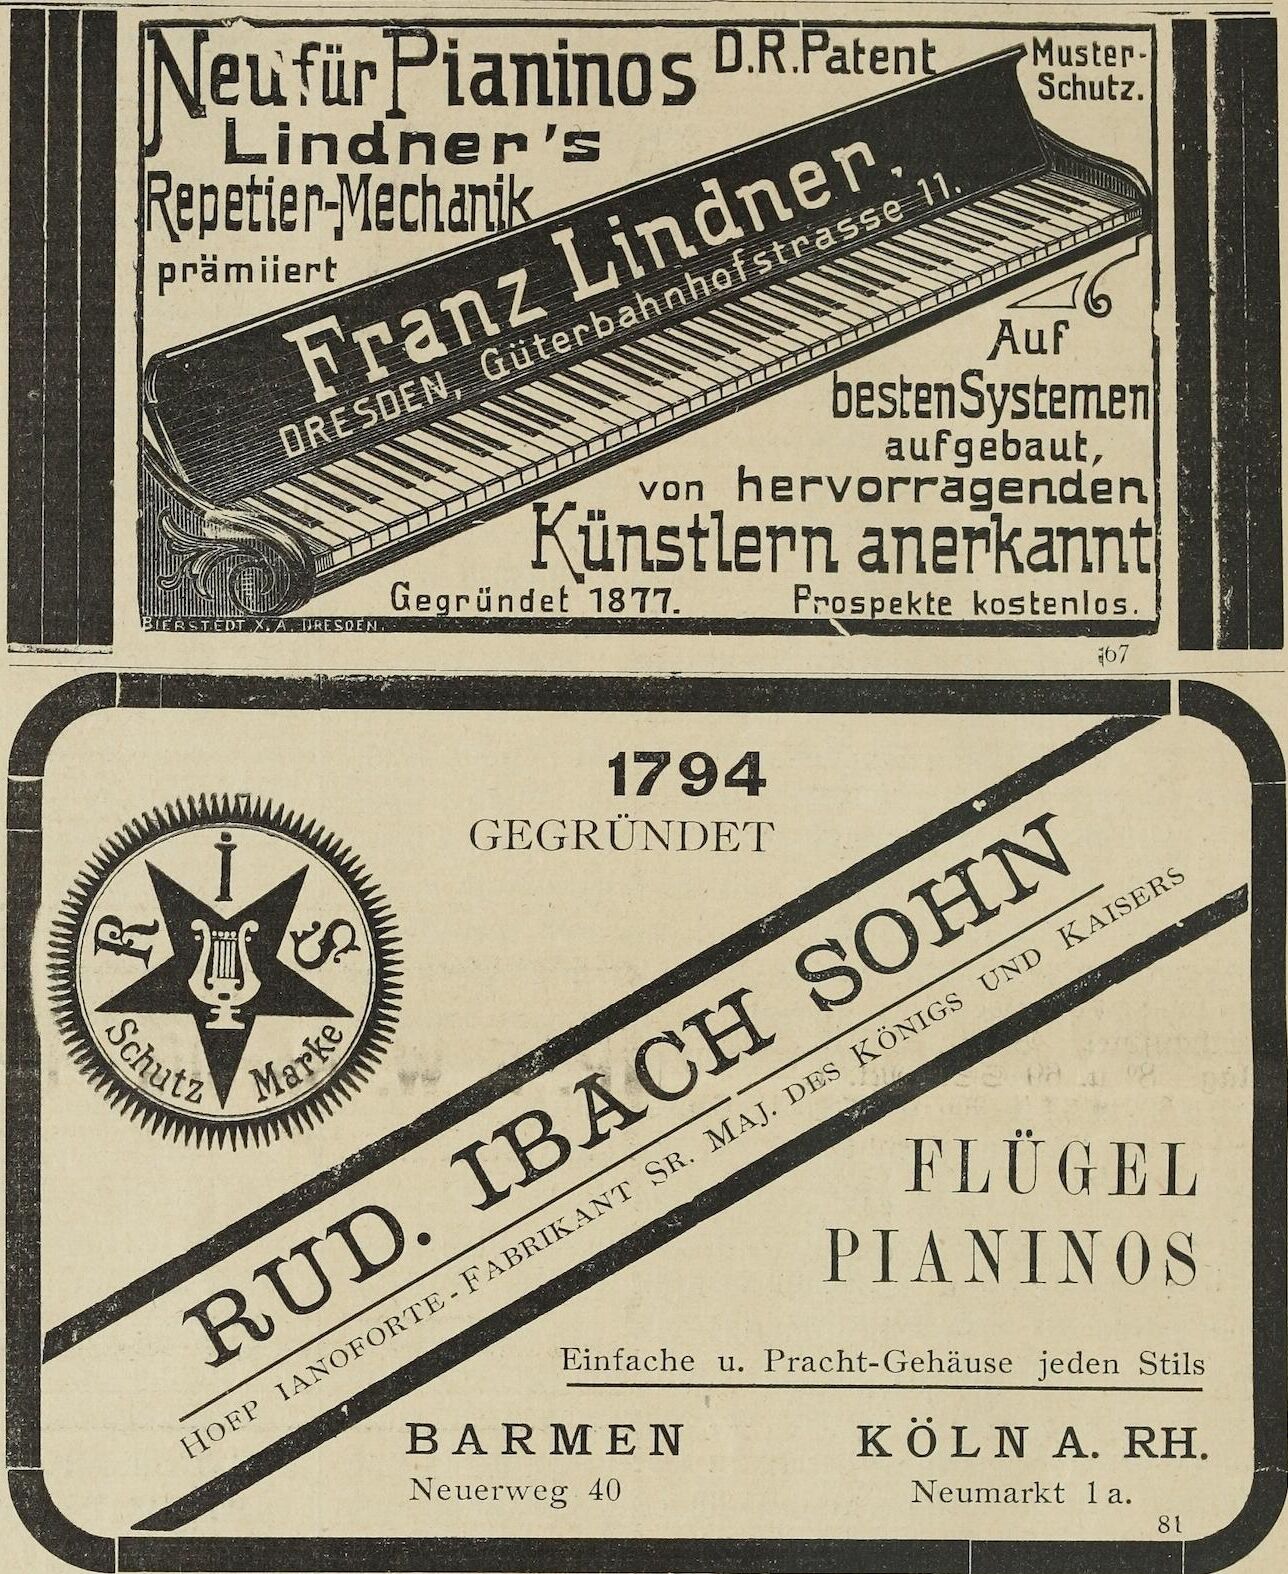 Neu für Pianinos
D.R.Patent
Muster-
Schutz.
Lindner's
Repetier-Mechanik
prämiiert
Franz Lindner,
DRESDEN, Güterbahnhofstrasse 11.
Auf
besten Systemen
aufgebaut,
von hervorragenden
Künstlern anerkannt
Gegründet 1877.
Prospekte kostenlos.
BIERSTEDT X. A. DRESDEN.
67
1794
GEGRÜNDET
R I S
Schutz Marke
RUD. IBACH SOHN
HOFP IANOFORTE-FABRIKANT SR. MAJ. DES KÖNIGS UND KAISERS
FLÜGEL
PIANINOS
Einfache u. Pracht-Gehäuse jeden Stils
BARMEN
Neuerweg 40
KÖLN A. RH.
Neumarkt 1 a.
81